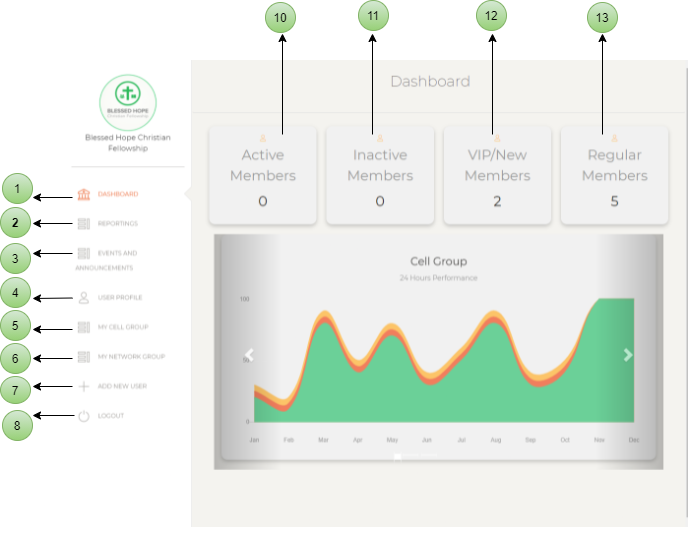 10
11
12
13
BLESSED HOPE
Christian Fellowship
Blessed Hope Christian
Fellowship
Dashboard
Active
Members
0
Inactive
Members
0
VIP/New
Members
2
Regular
Members
5
1
DASHBOARD
2
REPORTINGS
3
EVENTS AND
ANNOUNCEMENTS
4
USER PROFILE
5
MY CELL GROUP
6
MY NETWORK GROUP
7
ADD NEW USER
8
LOGOUT
Cell Group
24 Hours Performance
100
50
0
Jan Feb Mar Apr May Jun Jul Aug Sep Oct Nov Dec